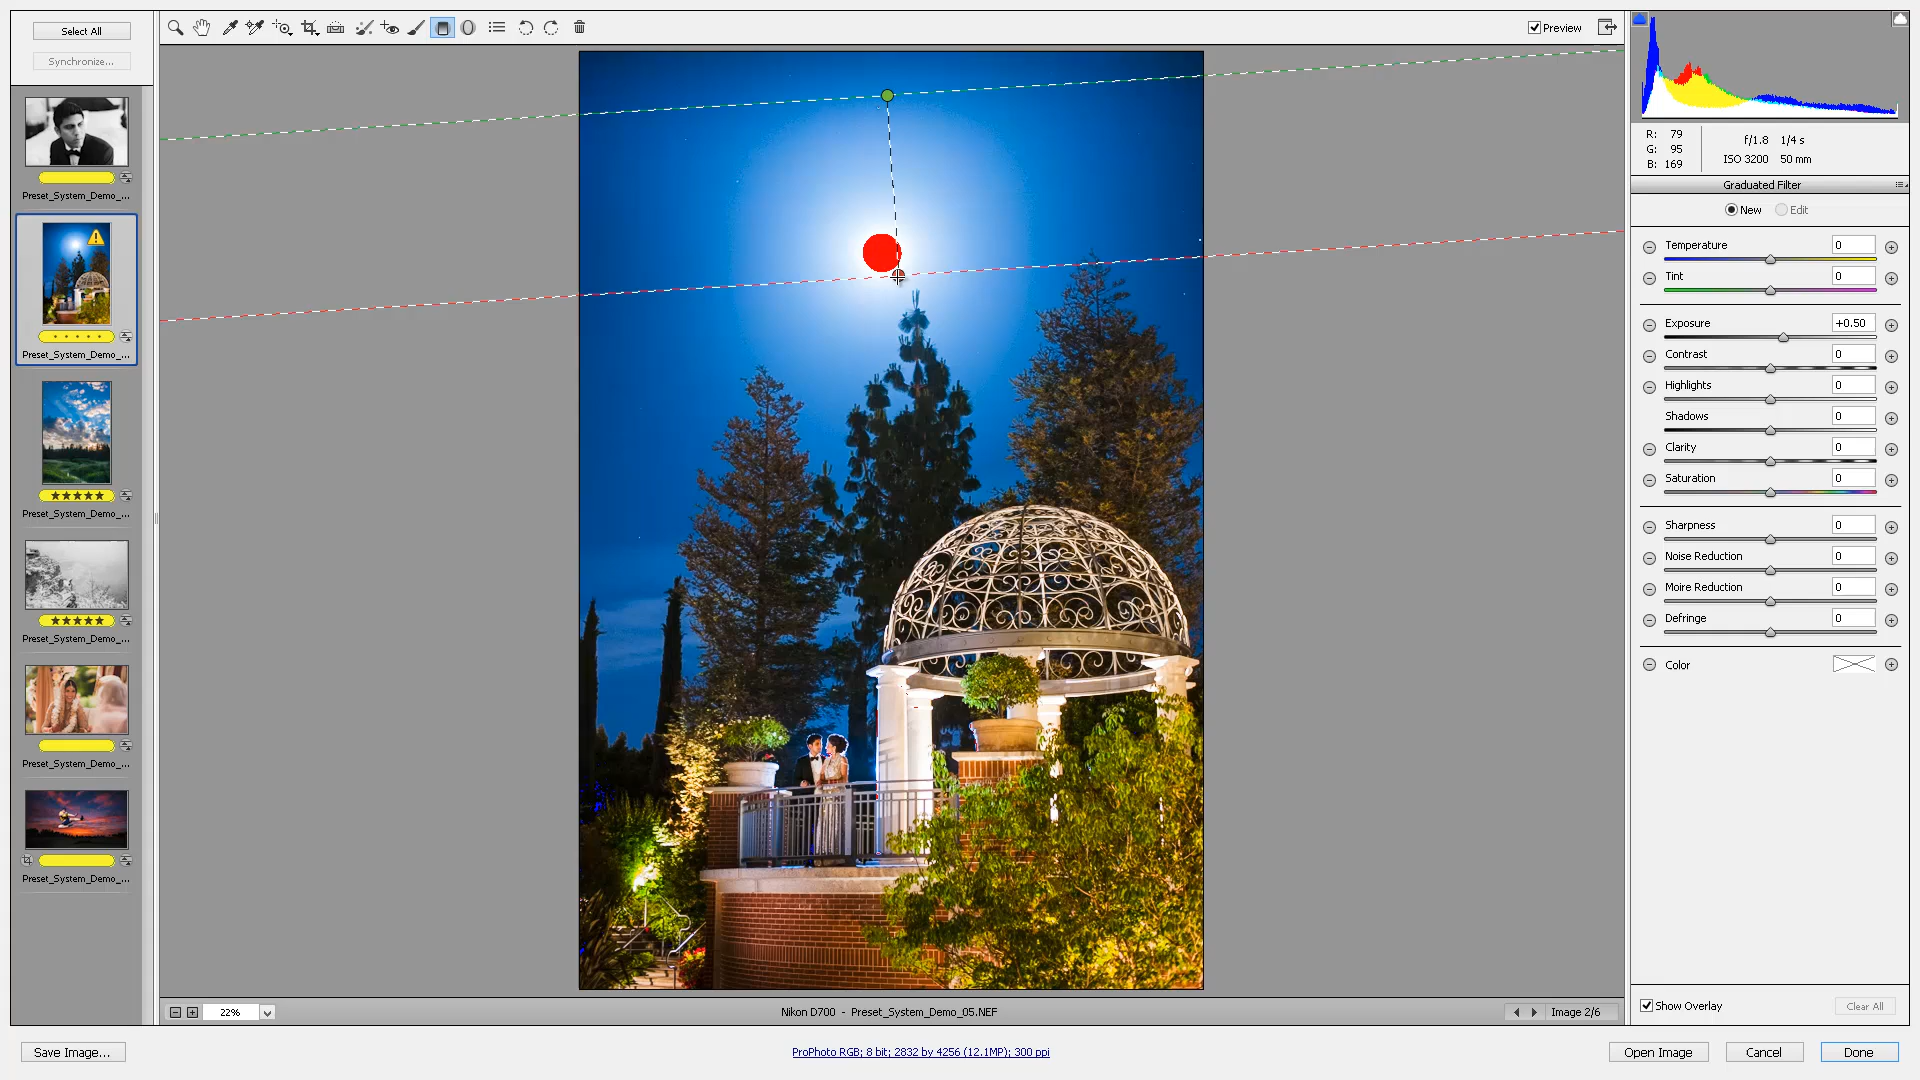 Select All
Synchronize...
Preset_System_Demo_...
Preset_System_Demo_...
Preset_System_Demo_...
Preset_System_Demo_...
Preset_System_Demo_...
Preset_System_Demo_...
Preview
R: 79
G: 95
B: 169
f/1.8 1/4 s
ISO 3200 50 mm
Graduated Filter
New Edit
Temperature 0
Tint 0
Exposure +0.50
Contrast 0
Highlights 0
Shadows 0
Clarity 0
Saturation 0
Sharpness 0
Noise Reduction 0
Moire Reduction 0
Defringe 0
Color
Show Overlay Clear All
22%
Nikon D700 - Preset_System_Demo_05.NEF
Image 2/6
Save Image...
ProPhoto RGB; 8 bit; 2832 by 4256 (12.1MP); 300 ppi
Open Image Cancel Done